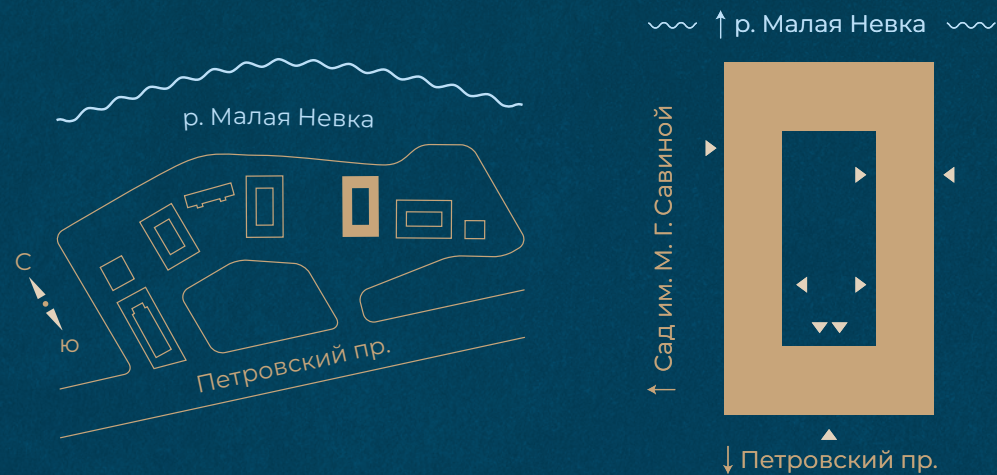 р. Малая Невка
С
Ю
Петровский пр.
р. Малая Невка
Сад им. М. Г. Савиной
Петровский пр.